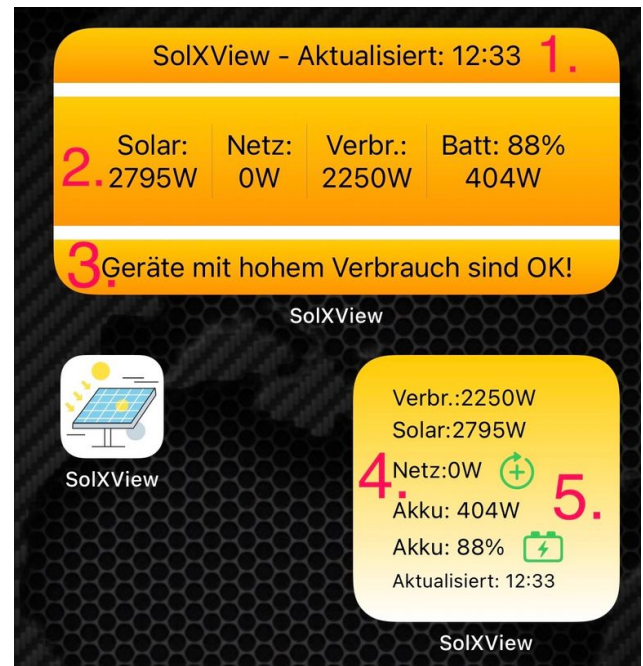 SolXView - Aktualisiert: 12:33 1.
2. Solar: Netz: Verbr.: Batt: 88%
2795W 0W 2250W 404W
3. Geräte mit hohem Verbrauch sind OK!
SolXView
SolXView
Verbr.:2250W
Solar:2795W
4. Netz:0W
5.
Akku: 404W
Akku: 88%
Aktualisiert: 12:33
SolXView